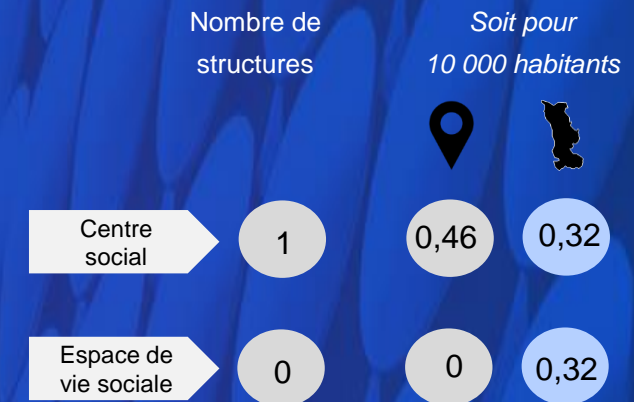 Nombre de
structures
Soit pour
10 000 habitants
Centre
social
1
0,46
0,32
Espace de
vie sociale
0
0
0,32